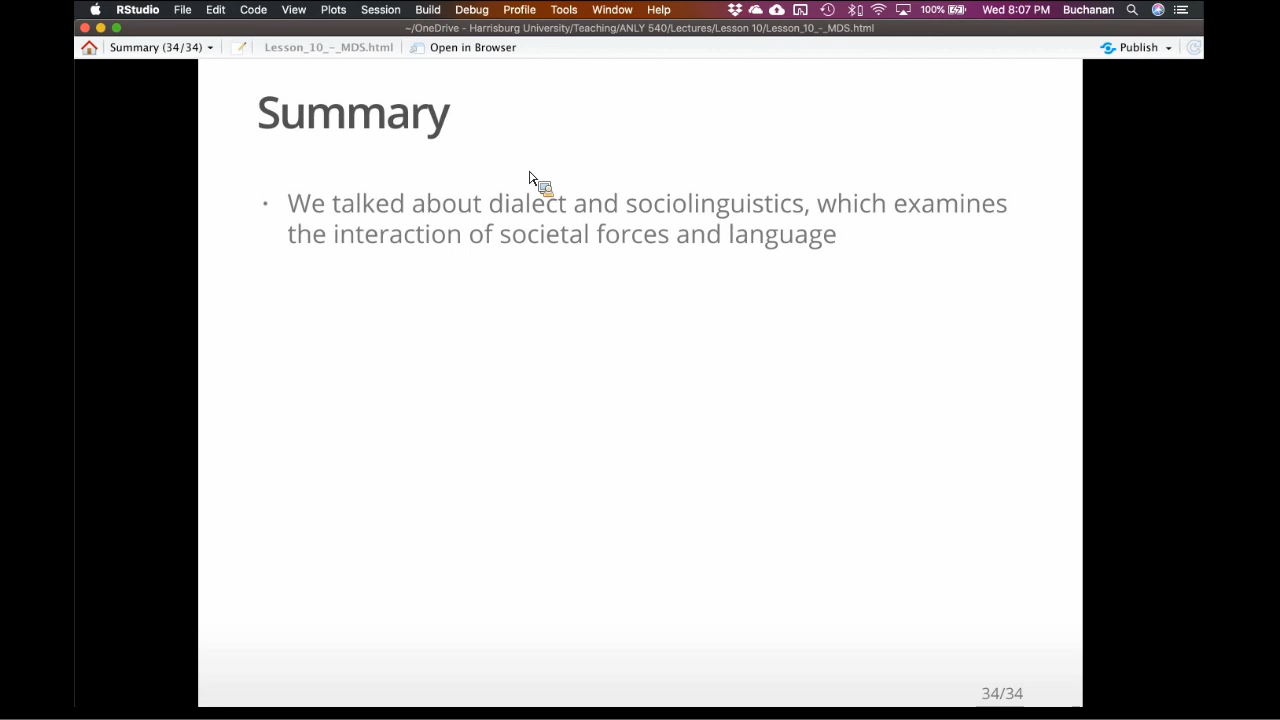 RStudio File Edit Code View Plots Session Build Debug Profile Tools Window Help 100% Wed 8:07 PM Buchanan
~/OneDrive - Harrisburg University/Teaching/ANLY 540/Lectures/Lesson 10/Lesson_10_-_MDS.html
Summary (34/34) Lesson_10_-_MDS.html Open in Browser Publish
Summary
· We talked about dialect and sociolinguistics, which examines
the interaction of societal forces and language
34/34